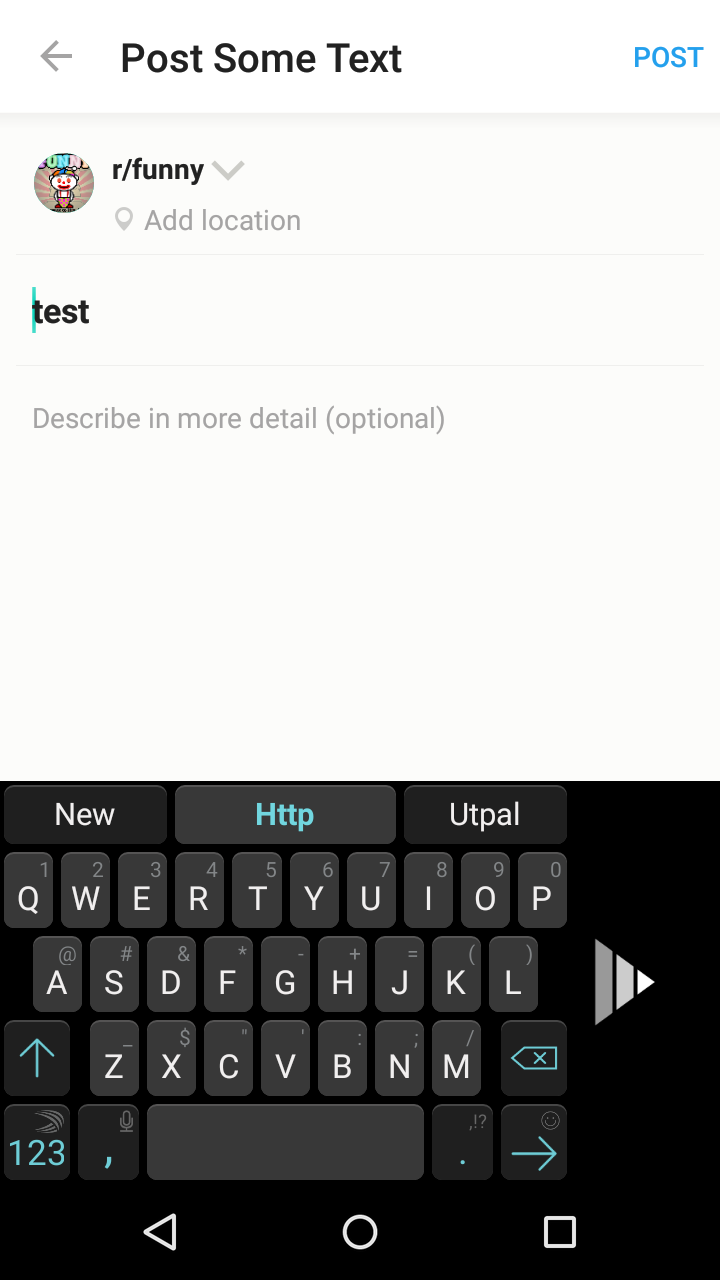 Post Some Text
POST
FUNNY
r/funny
Add location
test
Describe in more detail (optional)
New Http Utpal
1 2 3 4 5 6 7 8 9 0
Q W E R T Y U I O P
@ # & * - + = ( )
A S D F G H J K L
_ $ " ' : ; /
Z X C V B N M
,!?
123 , .